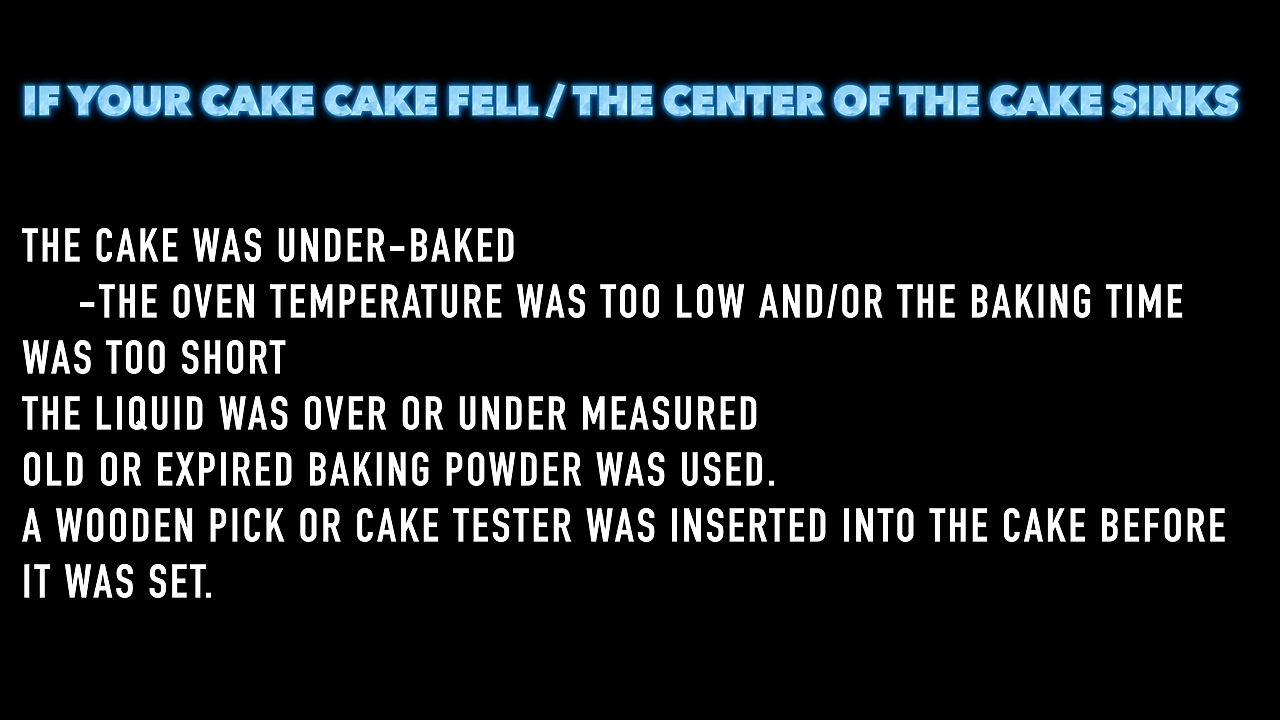 IF YOUR CAKE CAKE FELL / THE CENTER OF THE CAKE SINKS
THE CAKE WAS UNDER-BAKED
-THE OVEN TEMPERATURE WAS TOO LOW AND/OR THE BAKING TIME
WAS TOO SHORT
THE LIQUID WAS OVER OR UNDER MEASURED
OLD OR EXPIRED BAKING POWDER WAS USED.
A WOODEN PICK OR CAKE TESTER WAS INSERTED INTO THE CAKE BEFORE
IT WAS SET.